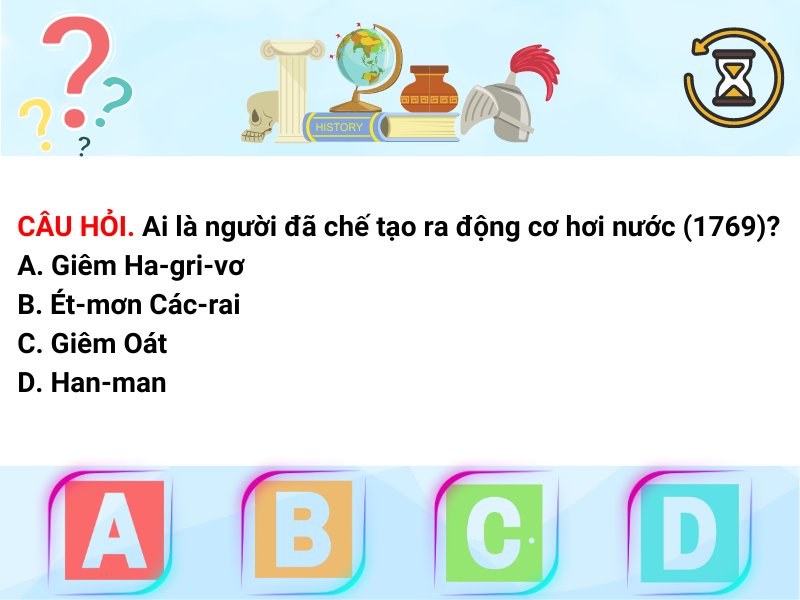 HISTORY
CÂU HỎI. Ai là người đã chế tạo ra động cơ hơi nước (1769)?
A. Giêm Ha-gri-vơ
B. Ét-mơn Các-rai
C. Giêm Oát
D. Han-man
A B C D